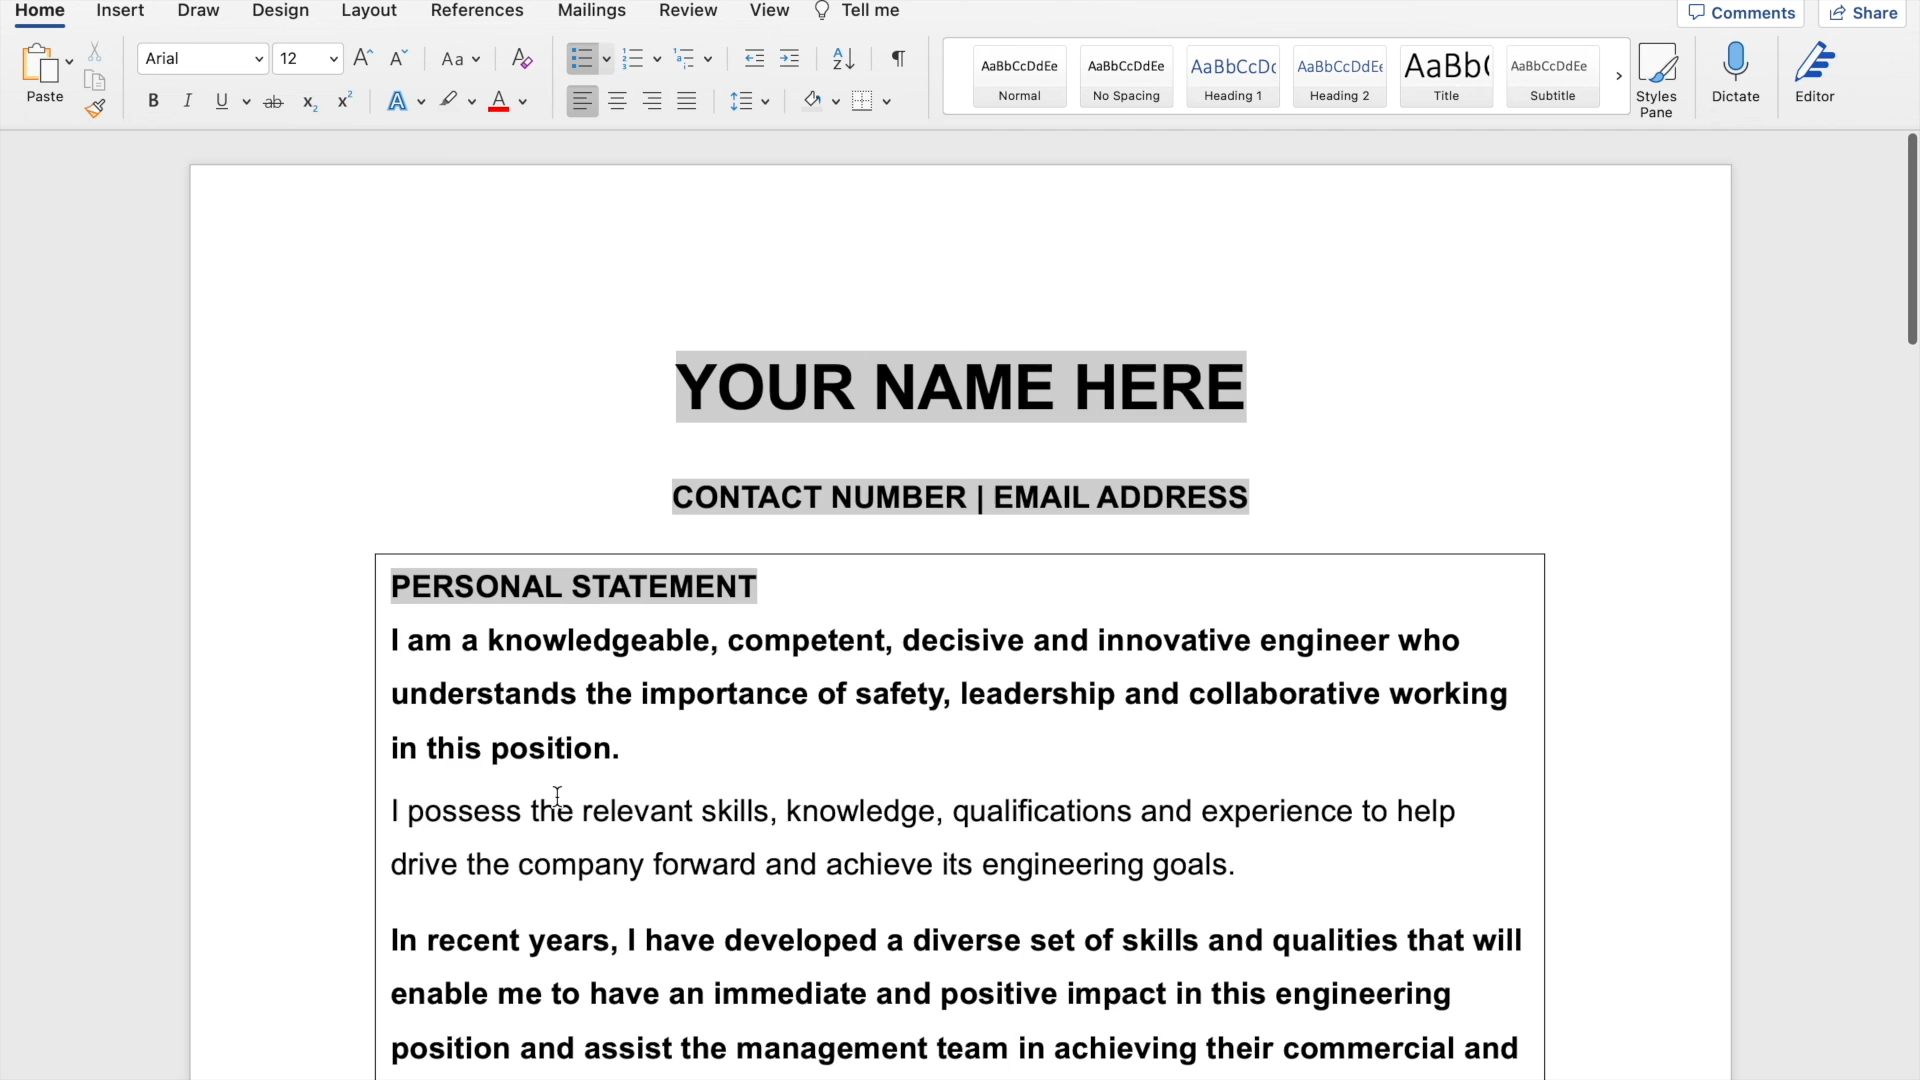 Home Insert Draw Design Layout References Mailings Review View Tell me Comments Share
Paste Arial 12 Aa
AaBbCcDdEe AaBbCcDdEe AaBbCcDc AaBbCcDdEe AaBb( AaBbCcDdEe
Normal No Spacing Heading 1 Heading 2 Title Subtitle
Styles Pane Dictate Editor
YOUR NAME HERE
CONTACT NUMBER | EMAIL ADDRESS
PERSONAL STATEMENT
I am a knowledgeable, competent, decisive and innovative engineer who
understands the importance of safety, leadership and collaborative working
in this position.
I possess the relevant skills, knowledge, qualifications and experience to help
drive the company forward and achieve its engineering goals.
In recent years, I have developed a diverse set of skills and qualities that will
enable me to have an immediate and positive impact in this engineering
position and assist the management team in achieving their commercial and